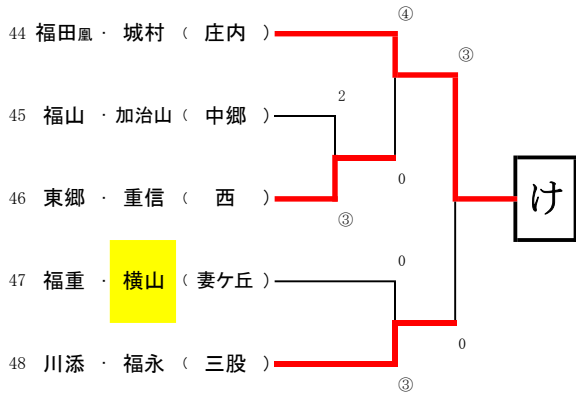 ④
44 福田凰 · 城村 ( 庄内 )
③
2
45 福山 · 加治山 ( 中郷 )
0
け
46 東郷 · 重信 ( 西 )
③
0
47 福重 · 横山 ( 妻ケ丘 )
0
48 川添 · 福永 ( 三股 )
③